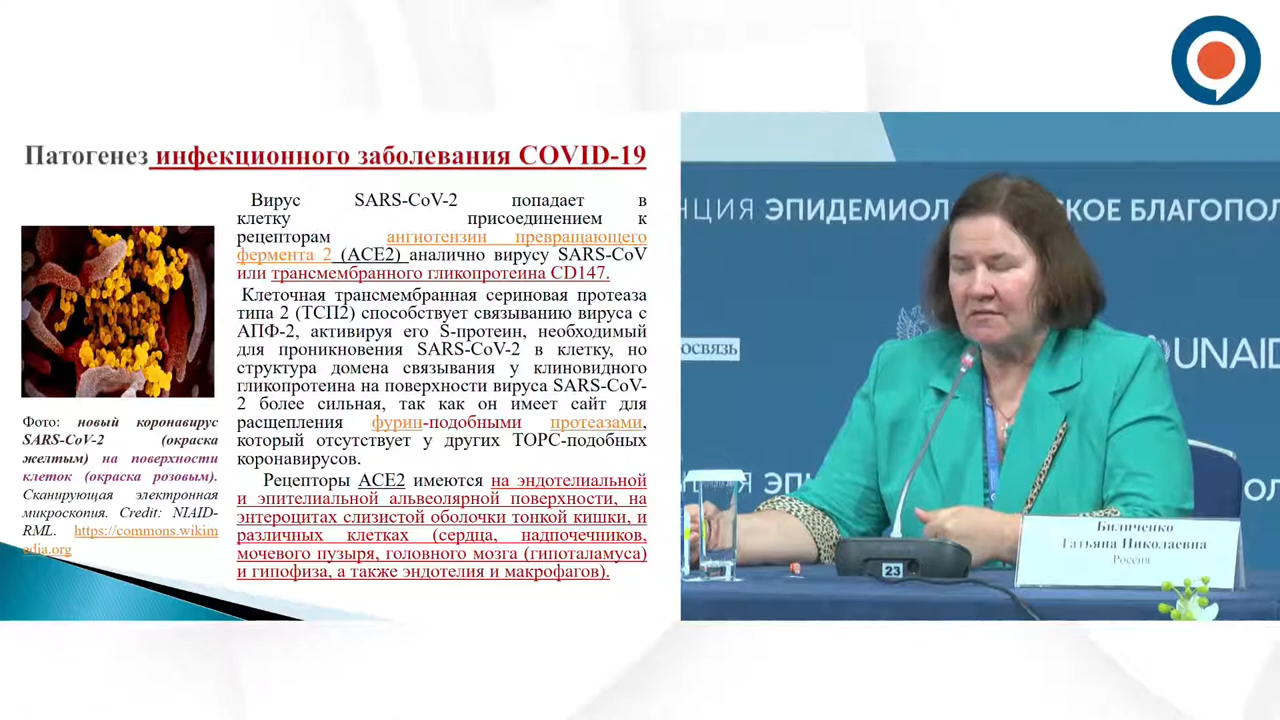 Патогенез инфекционного заболевания COVID-19
Вирус SARS-CoV-2 попадает в
клетку присоединением к
рецепторам ангиотензин превращающего
фермента 2 (ACE2) аналично вирусу SARS-CoV
или трансмембранного гликопротеина CD147.
Клеточная трансмембранная сериновая протеаза
типа 2 (ТСП2) способствует связыванию вируса с
АПФ-2, активируя его S-протеин, необходимый
для проникновения SARS-CoV-2 в клетку, но
структура домена связывания у клиновидного
гликопротеина на поверхности вируса SARS-CoV-
2 более сильная, так как он имеет сайт для
расщепления фурин-подобными протеазами,
который отсутствует у других ТОРС-подобных
коронавирусов.
Рецепторы ACE2 имеются на эндотелиальной
и эпителиальной альвеолярной поверхности, на
энтероцитах слизистой оболочки тонкой кишки, и
различных клетках (сердца, надпочечников,
мочевого пузыря, головного мозга (гипоталамуса)
и гипофиза, а также эндотелия и макрофагов).
Фото: новый коронавирус
SARS-CoV-2 (окраска
желтым) на поверхности
клеток (окраска розовым).
Сканирующая электронная
микроскопия. Credit: NIAID-
RML. https://commons.wikim
edia.org
НЦИЯ ЭПИДЕМИОЛ СКОЕ БЛАГОПОЛ
ОСВЯЗЬ
UNAID
ЭПИ
ОЛ
Биличенко
Татьяна Николаевна
Россия
23